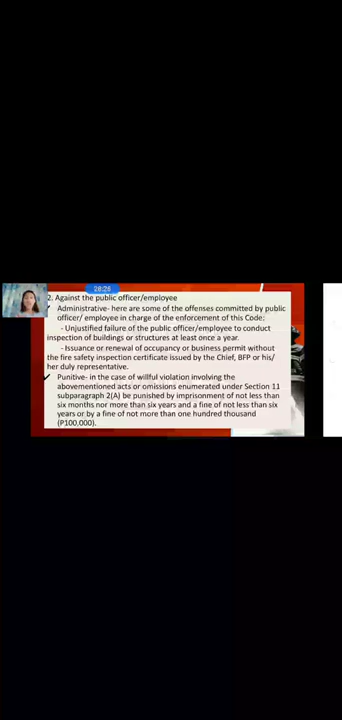 28:25
2. Against the public officer/employee
✓ Administrative- here are some of the offenses committed by public
officer/ employee in charge of the enforcement of this Code:
- Unjustified failure of the public officer/employee to conduct
inspection of buildings or structures at least once a year.
- Issuance or renewal of occupancy or business permit without
the fire safety inspection certificate issued by the Chief, BFP or his/
her duly representative.
✓ Punitive- in the case of willful violation involving the
abovementioned acts or omissions enumerated under Section 11
subparagraph 2(A) be punished by imprisonment of not less than
six months nor more than six years and a fine of not less than six
years or by a fine of not more than one hundred thousand
(P100,000).